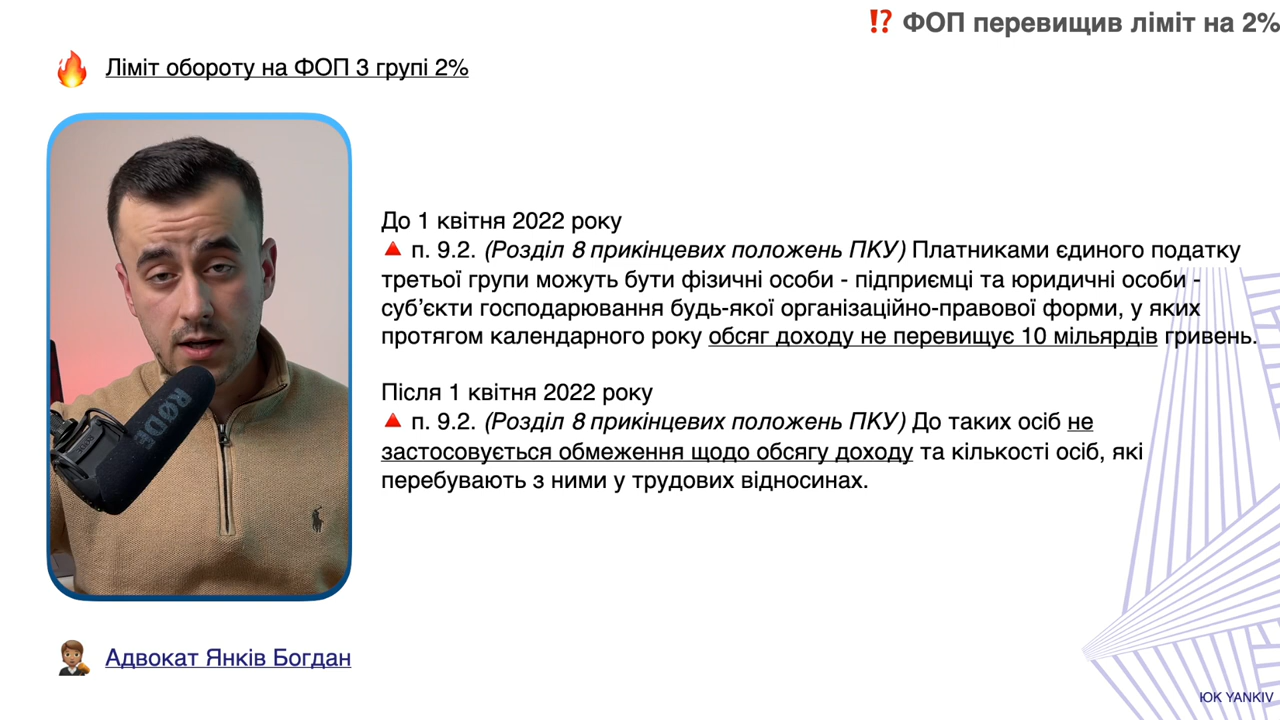 ⁉️ ФОП перевищив ліміт на 2%
🔥 Ліміт обороту на ФОП 3 групі 2%
До 1 квітня 2022 року
🔺 п. 9.2. (Розділ 8 прикінцевих положень ПКУ) Платниками єдиного податку
третьої групи можуть бути фізичні особи - підприємці та юридичні особи -
суб’єкти господарювання будь-якої організаційно-правової форми, у яких
протягом календарного року обсяг доходу не перевищує 10 мільярдів гривень.
Після 1 квітня 2022 року
🔺 п. 9.2. (Розділ 8 прикінцевих положень ПКУ) До таких осіб не
застосовується обмеження щодо обсягу доходу та кількості осіб, які
перебувають з ними у трудових відносинах.
RØDE
Адвокат Янків Богдан
ЮК YANKIV